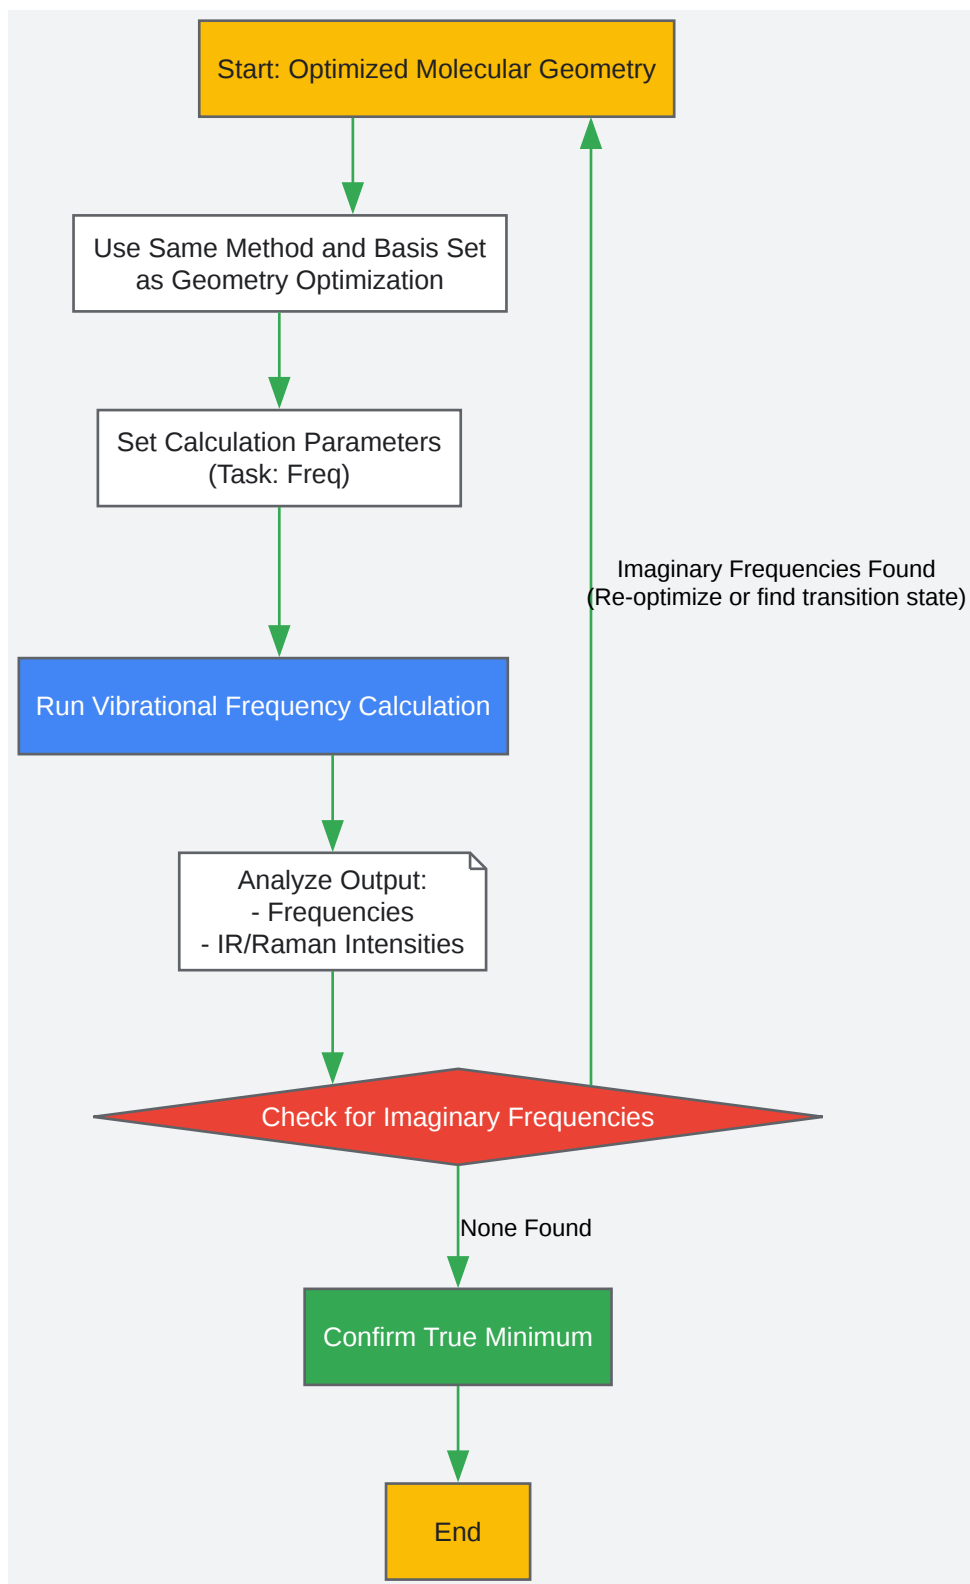 Start: Optimized Molecular Geometry
Use Same Method and Basis Set
as Geometry Optimization
Set Calculation Parameters
(Task: Freq)
Imaginary Frequencies Found
(Re-optimize or find transition state)
Run Vibrational Frequency Calculation
Analyze Output:
- Frequencies
- IR/Raman Intensities
Check for Imaginary Frequencies
None Found
Confirm True Minimum
End